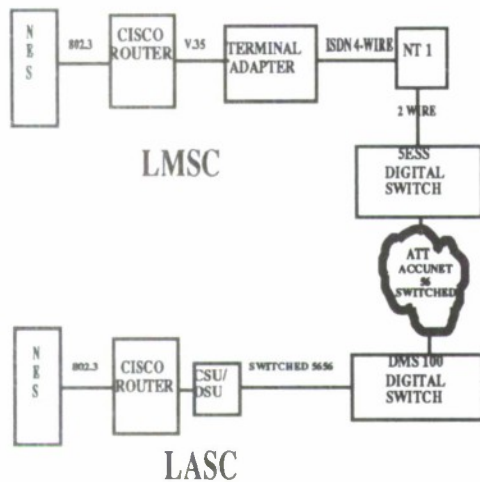 N
E
S
802.3
CISCO
ROUTER
V.35
TERMINAL
ADAPTER
ISDN 4-WIRE
NT 1
2 WIRE
LMSC
5ESS
DIGITAL
SWITCH
ATT
ACCUNET
56
SWITCHED
N
E
S
802.3
CISCO
ROUTER
CSU/
DSU
SWITCHED 5656
DMS 100
DIGITAL
SWITCH
LASC